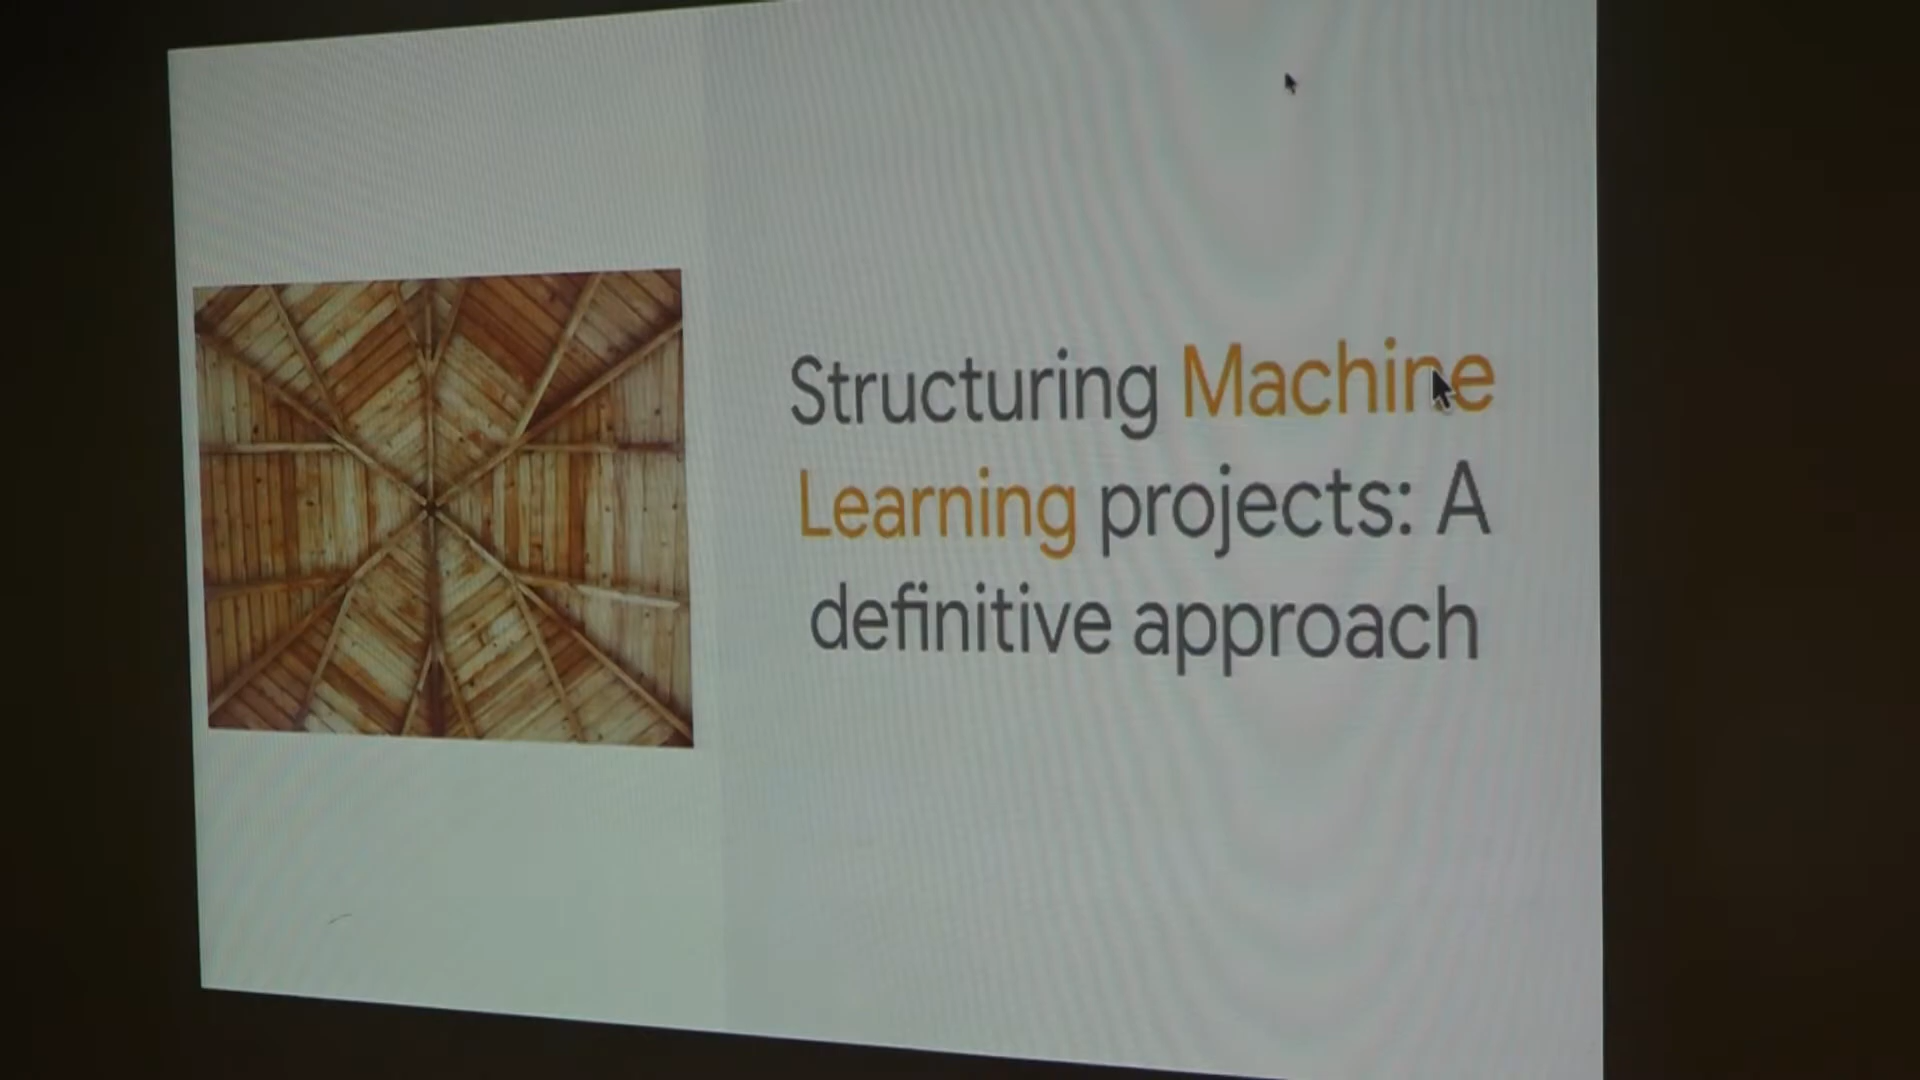 Structuring Machine
Learning projects: A
definitive approach